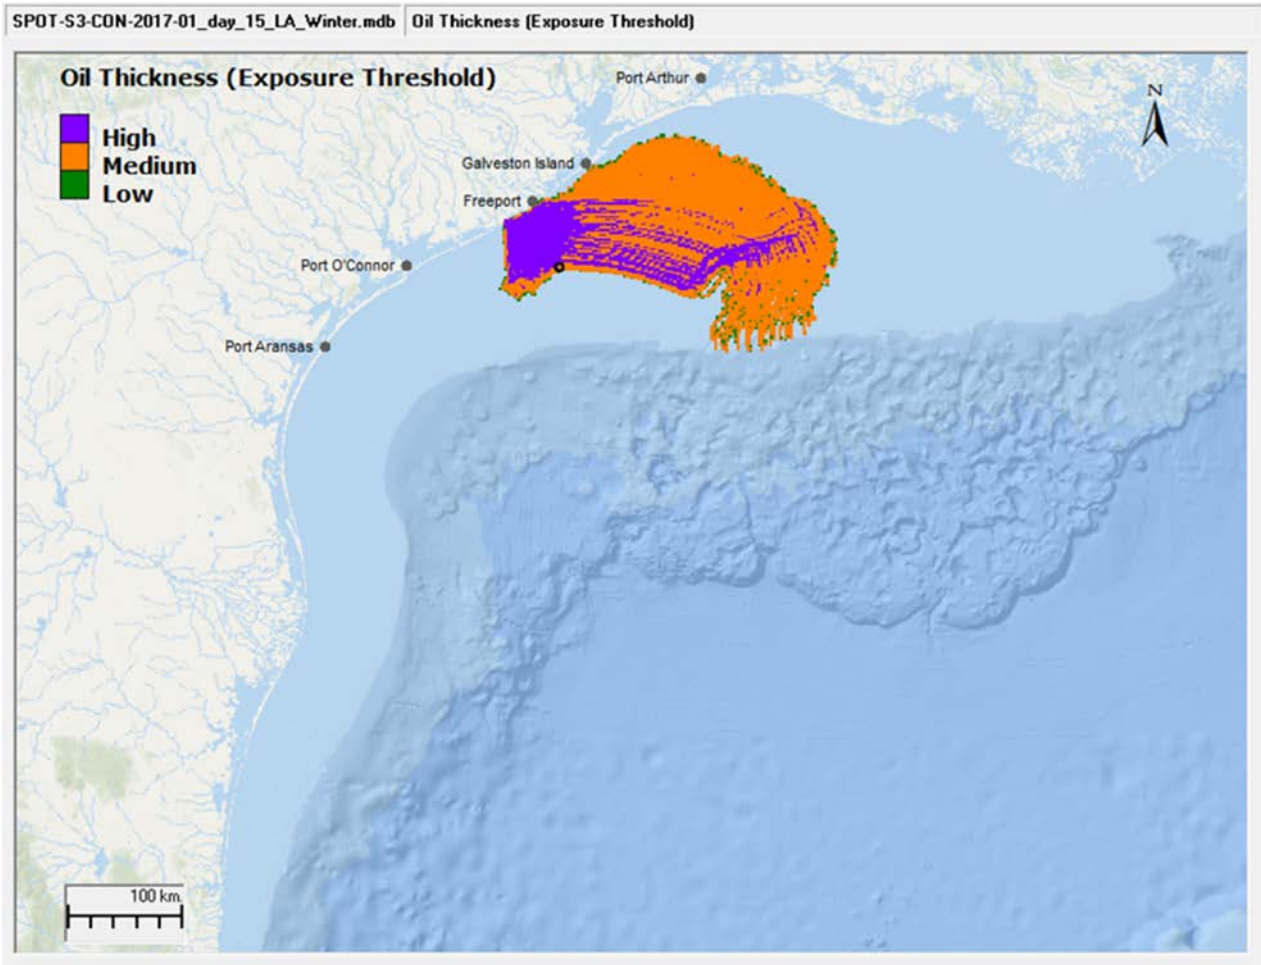 SPOT-S3-CON-2017-01_day_15_LA_Winter.mdb
Oil Thickness (Exposure Threshold)
Oil Thickness (Exposure Threshold)
High
Medium
Low
Port Arthur
N
Galveston Island
Freeport
Port O'Connor
Port Aransas
100 km.